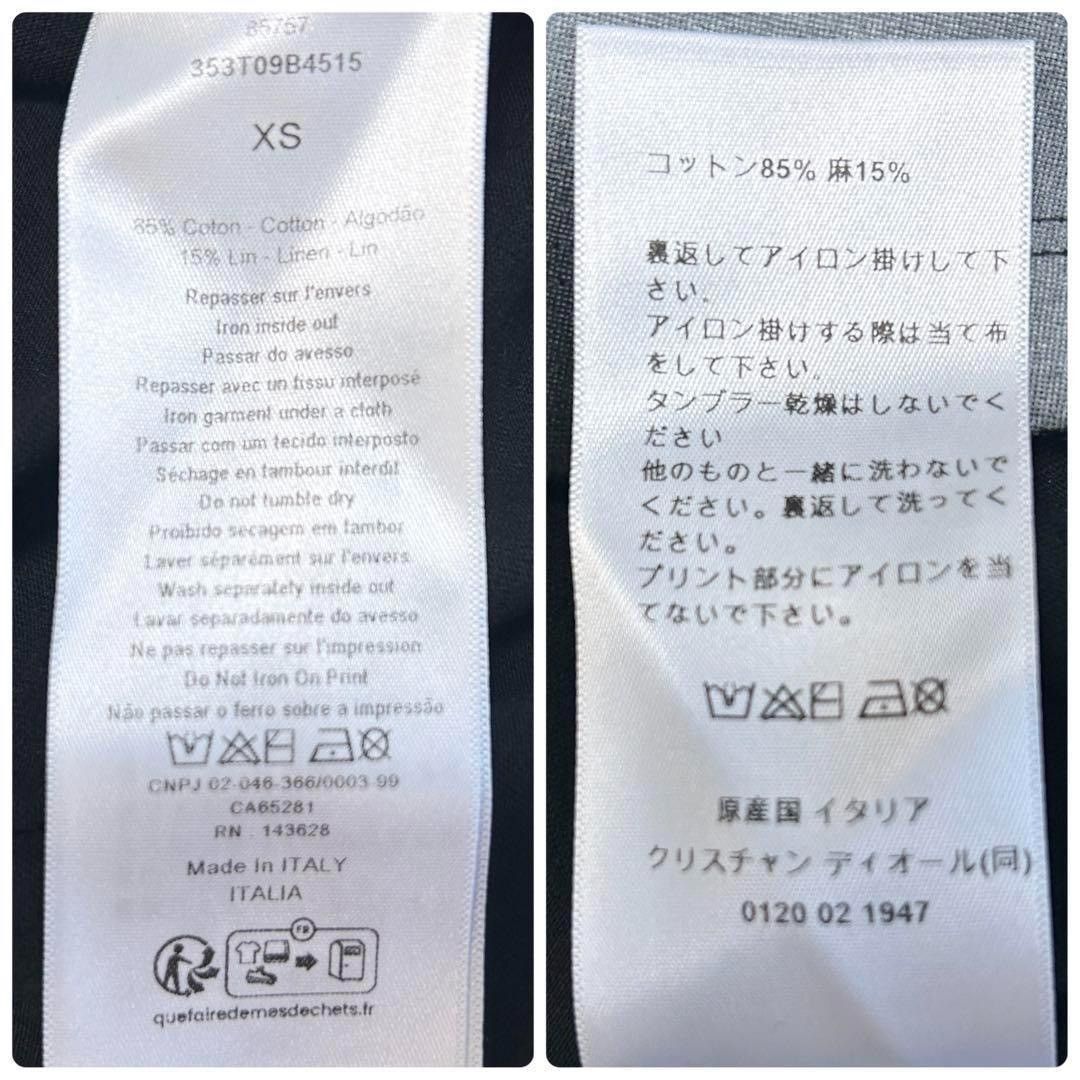 85767
353T09B4515
XS
85% Coton - Cotton - Algodão
15% Lin - Linen - Lin
Repasser sur l'envers
Iron inside out
Passar do avesso
Repasser avec un tissu interposé
Iron garment under a cloth
Passar com um tecido interposto
Séchage en tambour interdit
Do not tumble dry
Proibido secagem em tambor
Laver séparément sur l'envers
Wash separately inside out
Lavar separadamente do avesso
Ne pas repasser sur l'impression
Do Not Iron On Print
Não passar o ferro sobre a impressão
CNPJ 02-046-366/0003-99
CA65281
RN . 143628
Made In ITALY
ITALIA
FR
quefairedemesdechets.fr
コットン85% 麻15%
裏返してアイロン掛けして下
さい.
アイロン掛けする際は当て布
をして下さい.
タンブラー乾燥はしないでく
ださい
他のものと一緒に洗わないで
ください。裏返して洗ってく
ださい。
プリント部分にアイロンを当
てないで下さい。
原産国 イタリア
クリスチャン ディオール(同)
0120 02 1947